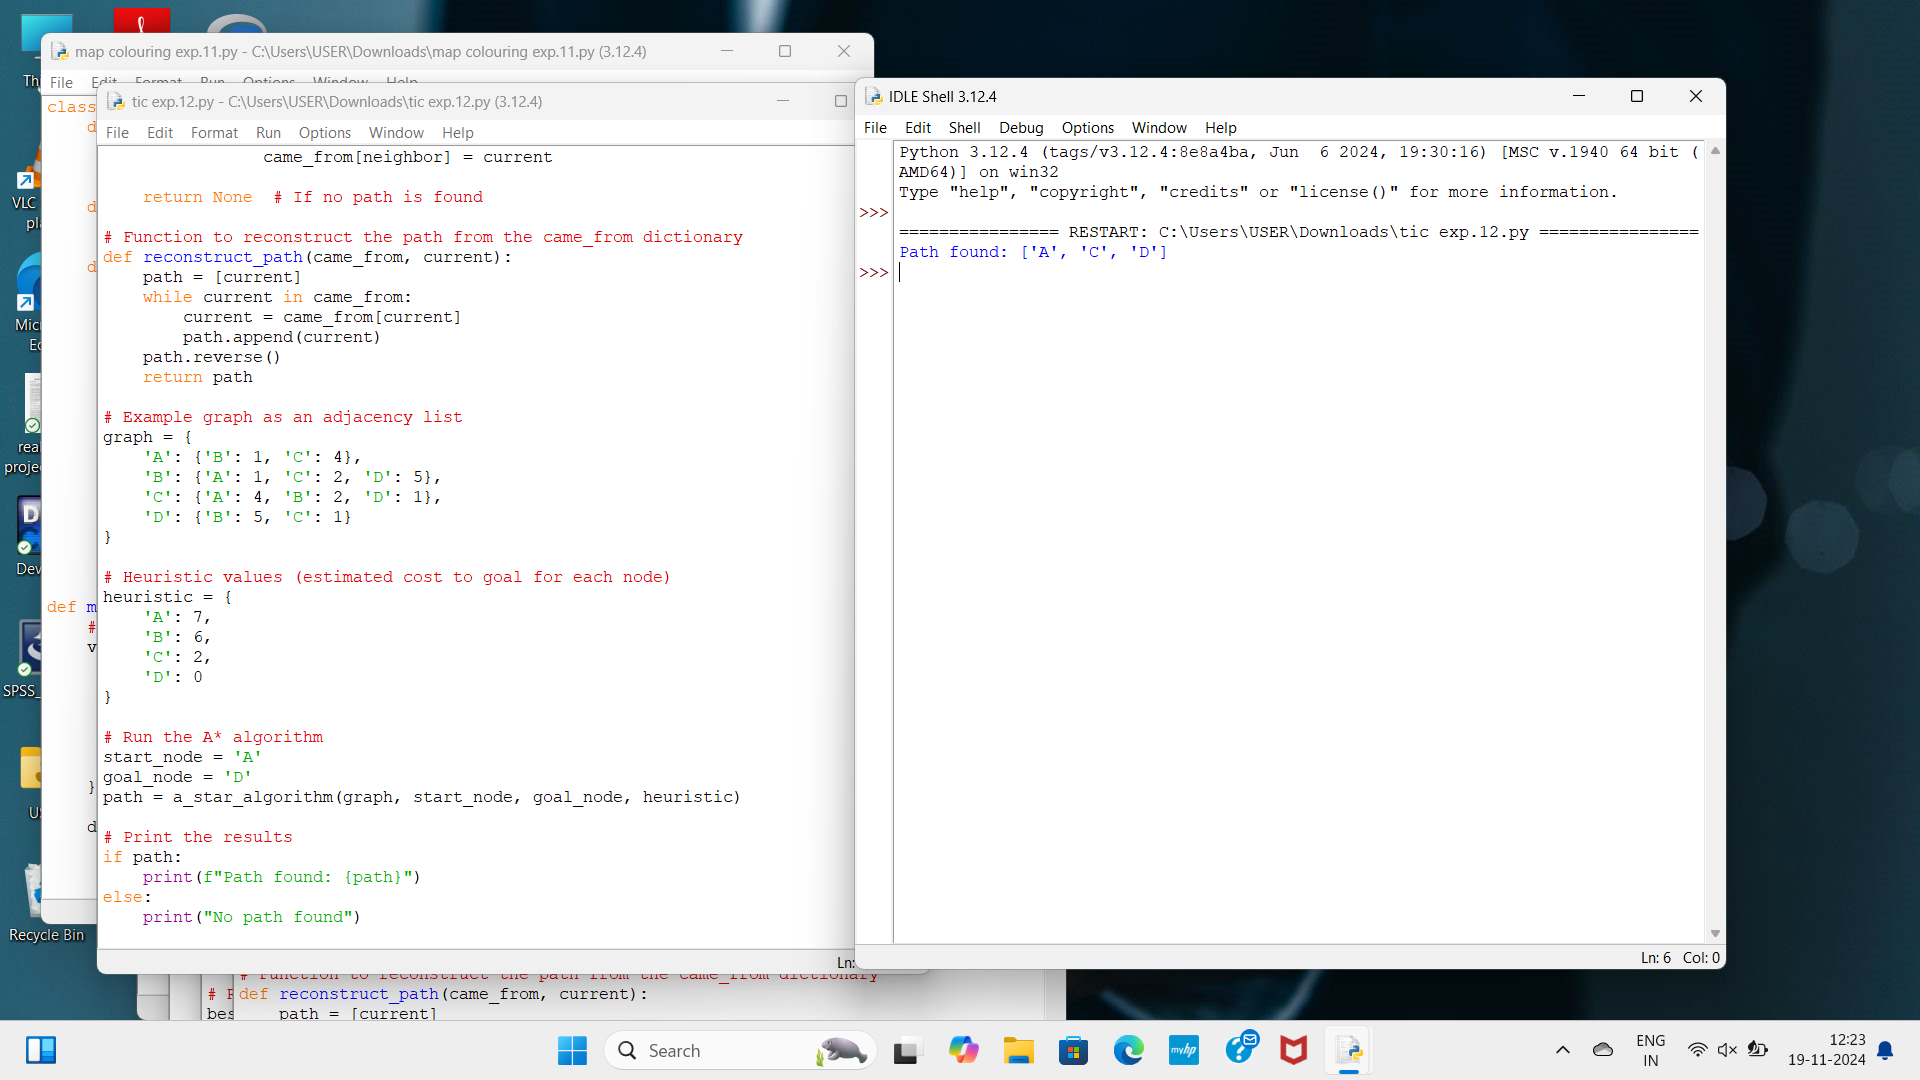 map colouring exp.11.py - C:\Users\USER\Downloads\map colouring exp.11.py (3.12.4)
File Edit Format Run Options Window Help
class
def m
#
}
tic exp.12.py - C:\Users\USER\Downloads\tic exp.12.py (3.12.4)
File Edit Format Run Options Window Help
came_from[neighbor] = current
return None # If no path is found
# Function to reconstruct the path from the came_from dictionary
def reconstruct_path(came_from, current):
path = [current]
while current in came_from:
current = came_from[current]
path.append(current)
path.reverse()
return path
# Example graph as an adjacency list
graph = {
'A': {'B': 1, 'C': 4},
'B': {'A': 1, 'C': 2, 'D': 5},
'C': {'A': 4, 'B': 2, 'D': 1},
'D': {'B': 5, 'C': 1}
}
# Heuristic values (estimated cost to goal for each node)
heuristic = {
'A': 7,
'B': 6,
'C': 2,
'D': 0
}
# Run the A* algorithm
start_node = 'A'
goal_node = 'D'
path = a_star_algorithm(graph, start_node, goal_node, heuristic)
# Print the results
if path:
print(f"Path found: {path}")
else:
print("No path found")
Ln:
IDLE Shell 3.12.4
File Edit Shell Debug Options Window Help
Python 3.12.4 (tags/v3.12.4:8e8a4ba, Jun  6 2024, 19:30:16) [MSC v.1940 64 bit (
AMD64)] on win32
Type "help", "copyright", "credits" or "license()" for more information.
>>>
================ RESTART: C:\Users\USER\Downloads\tic exp.12.py ================
Path found: ['A', 'C', 'D']
>>>
Ln: 6 Col: 0
# Function to reconstruct the path from the came_from dictionary
def reconstruct_path(came_from, current):
path = [current]
VLC
Recycle Bin
Search
myhp
ENG
IN
12:23
19-11-2024